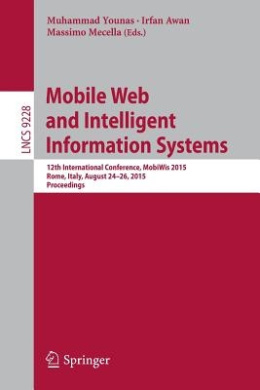 Muhammad Younas · Irfan Awan
Massimo Mecella (Eds.)
LNCS 9228
Mobile Web
and Intelligent
Information Systems
12th International Conference, MobiWis 2015
Rome, Italy, August 24–26, 2015
Proceedings
Springer